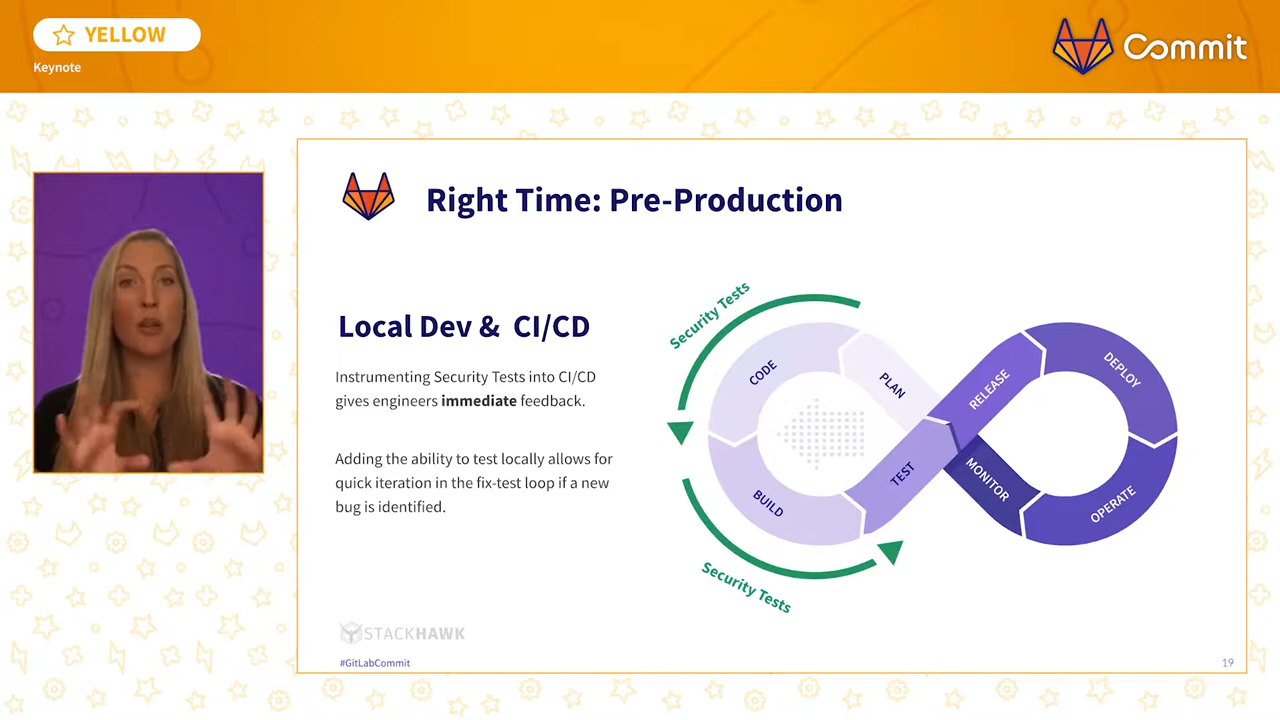 YELLOW
Keynote
Commit
Right Time: Pre-Production
Local Dev & CI/CD
Instrumenting Security Tests into CI/CD
gives engineers immediate feedback.
Adding the ability to test locally allows for
quick iteration in the fix-test loop if a new
bug is identified.
Security Tests
CODE
PLAN
RELEASE
DEPLOY
BUILD
TEST
MONITOR
OPERATE
Security Tests
STACKHAWK
#GitLabCommit
19